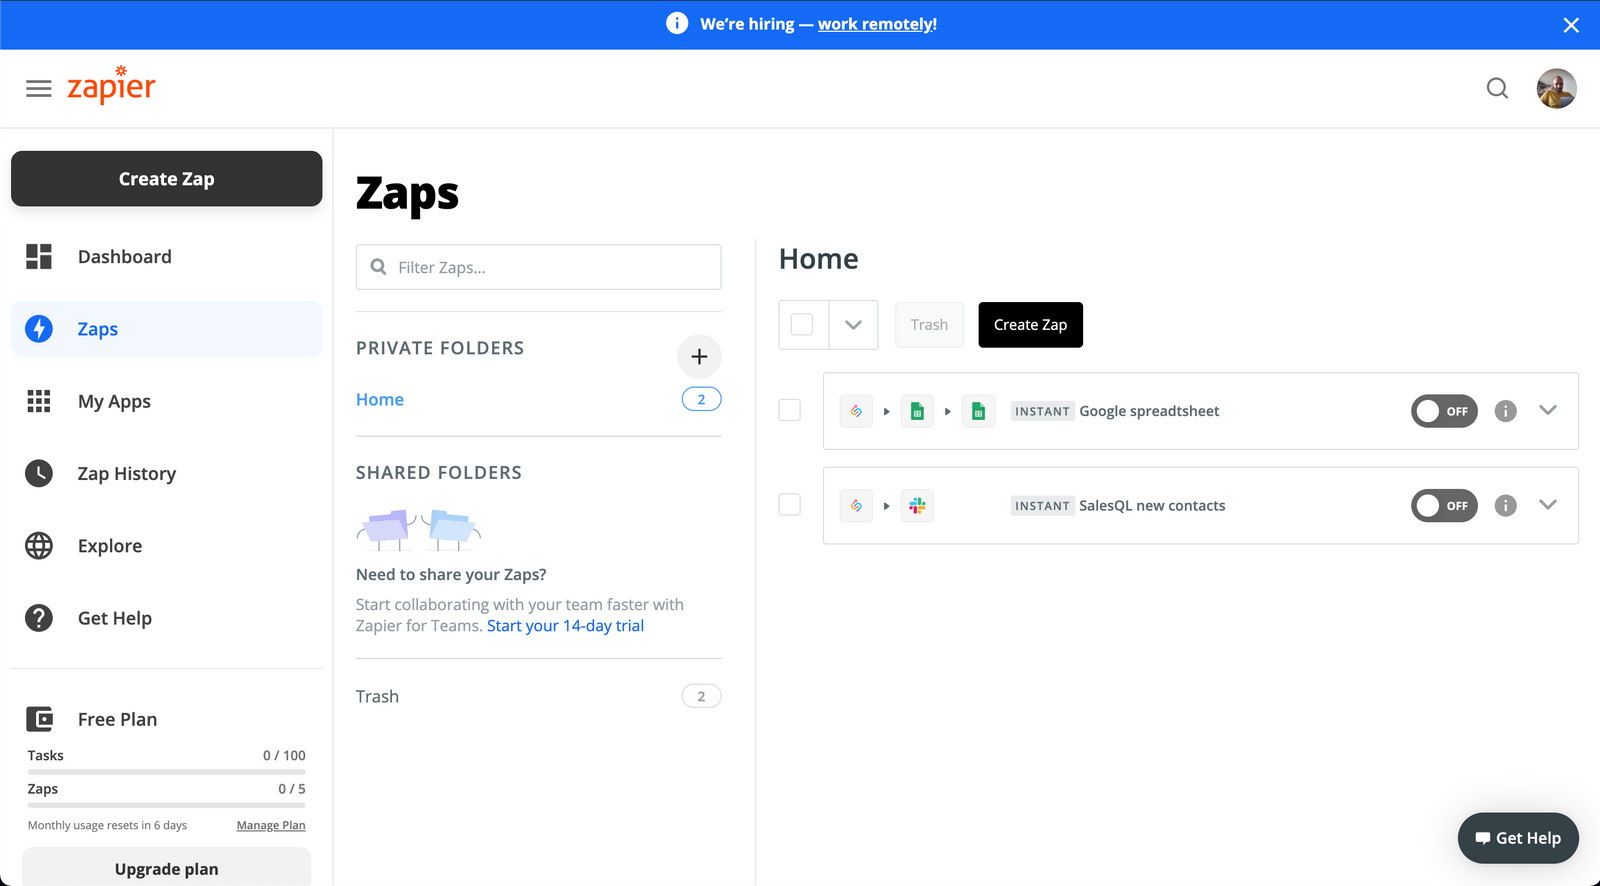 We're hiring — work remotely!
zapier
Create Zap
Dashboard
Zaps
My Apps
Zap History
Explore
Get Help
Free Plan
Tasks 0 / 100
Zaps 0 / 5
Monthly usage resets in 6 days Manage Plan
Upgrade plan
Zaps
Filter Zaps...
PRIVATE FOLDERS
Home 2
SHARED FOLDERS
Need to share your Zaps?
Start collaborating with your team faster with
Zapier for Teams. Start your 14-day trial
Trash 2
Home
Trash Create Zap
INSTANT Google spreadtsheet OFF
INSTANT SalesQL new contacts OFF
Get Help